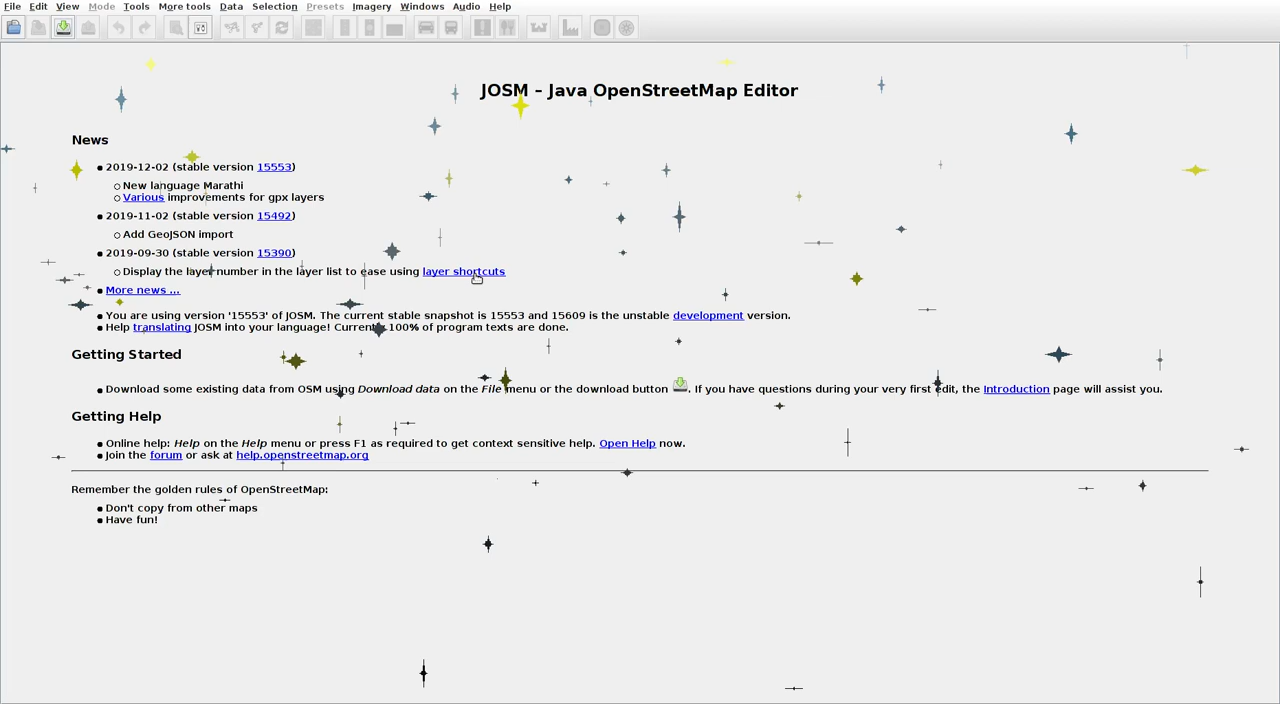 File Edit View Mode Tools More tools Data Selection Presets Imagery Windows Audio Help
JOSM – Java OpenStreetMap Editor
News
2019-12-02 (stable version 15553)
New language Marathi
Various improvements for gpx layers
2019-11-02 (stable version 15492)
Add GeoJSON import
2019-09-30 (stable version 15390)
Display the layer number in the layer list to ease using layer shortcuts
More news ...
You are using version '15553' of JOSM. The current stable snapshot is 15553 and 15609 is the unstable development version.
Help translating JOSM into your language! Currently 100% of program texts are done.
Getting Started
Download some existing data from OSM using Download data on the File menu or the download button . If you have questions during your very first edit, the Introduction page will assist you.
Getting Help
Online help: Help on the Help menu or press F1 as required to get context sensitive help. Open Help now.
Join the forum or ask at help.openstreetmap.org
Remember the golden rules of OpenStreetMap:
Don't copy from other maps
Have fun!